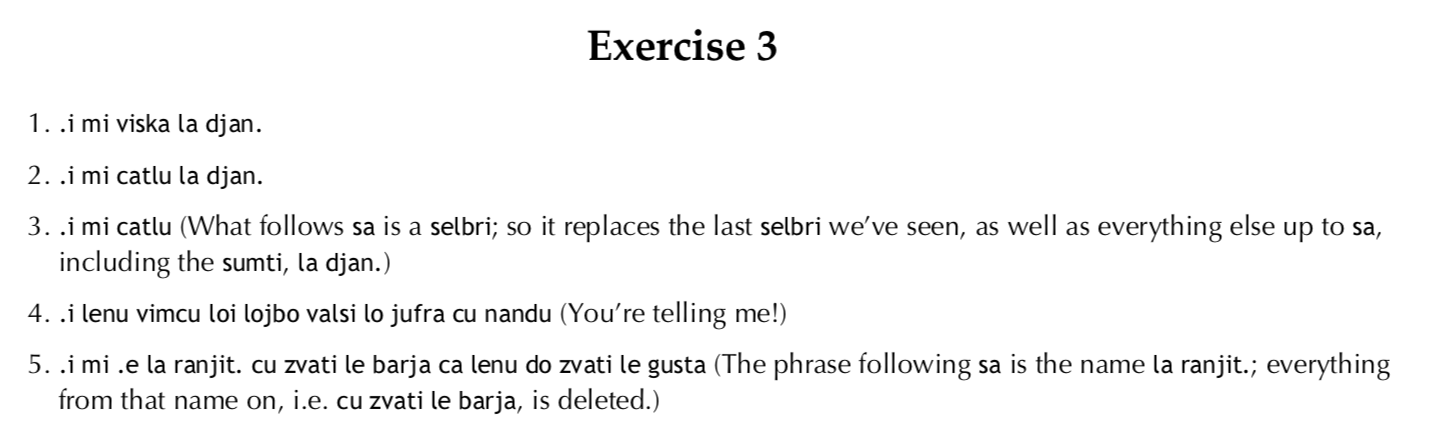 Exercise 3
1. .i mi viska la djan.
2. .i mi catlu la djan.
3. .i mi catlu (What follows sa is a selbri; so it replaces the last selbri we’ve seen, as well as everything else up to sa,
including the sumti, la djan.)
4. .i lenu vimcu loi lojbo valsi lo jufra cu nandu (You’re telling me!)
5. .i mi .e la ranjit. cu zvati le barja ca lenu do zvati le gusta (The phrase following sa is the name la ranjit.; everything
from that name on, i.e. cu zvati le barja, is deleted.)